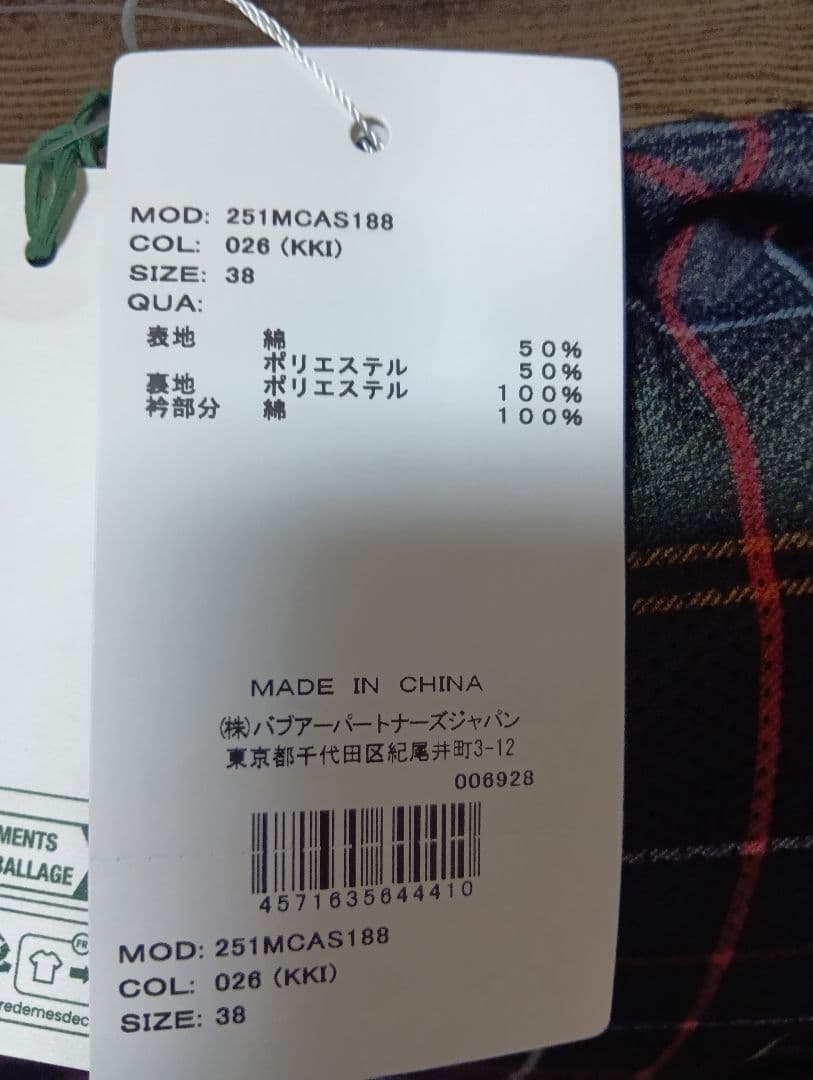 MOD: 251MCAS188
COL: 026 (KKI)
SIZE: 38
QUA:
表地 綿 50%
ポリエステル 50%
裏地 ポリエステル 100%
衿部分 綿 100%
MADE IN CHINA
(株)バブアーパートナーズジャパン
東京都千代田区紀尾井町3-12
006928
4571635644410
MOD: 251MCAS188
COL: 026 (KKI)
SIZE: 38
MENTS
BALLAGE
FR
redemesdec